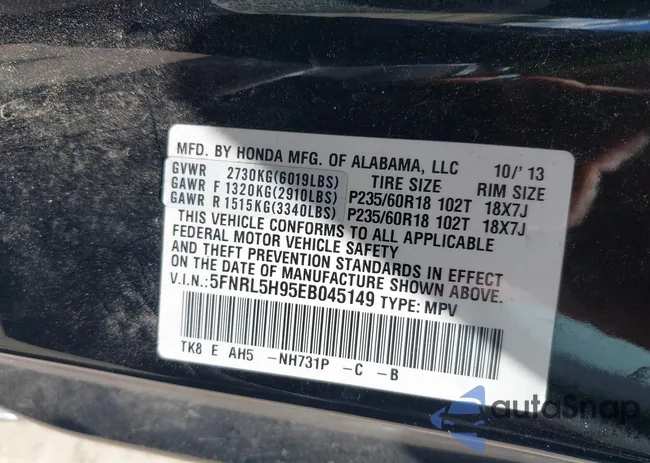 MFD. BY HONDA MFG. OF ALABAMA, LLC 10/'13
GVWR 2730KG(6019LBS) TIRE SIZE RIM SIZE
GAWR F 1320KG(2910LBS) P235/60R18 102T 18X7J
GAWR R 1515KG(3340LBS) P235/60R18 102T 18X7J
THIS VEHICLE CONFORMS TO ALL APPLICABLE
FEDERAL MOTOR VEHICLE SAFETY
AND THEFT PREVENTION STANDARDS IN EFFECT
ON THE DATE OF MANUFACTURE SHOWN ABOVE.
V.I.N.:5FNRL5H95EB045149 TYPE: MPV
TK8 E AH5 -NH731P -C -B
autoSnap